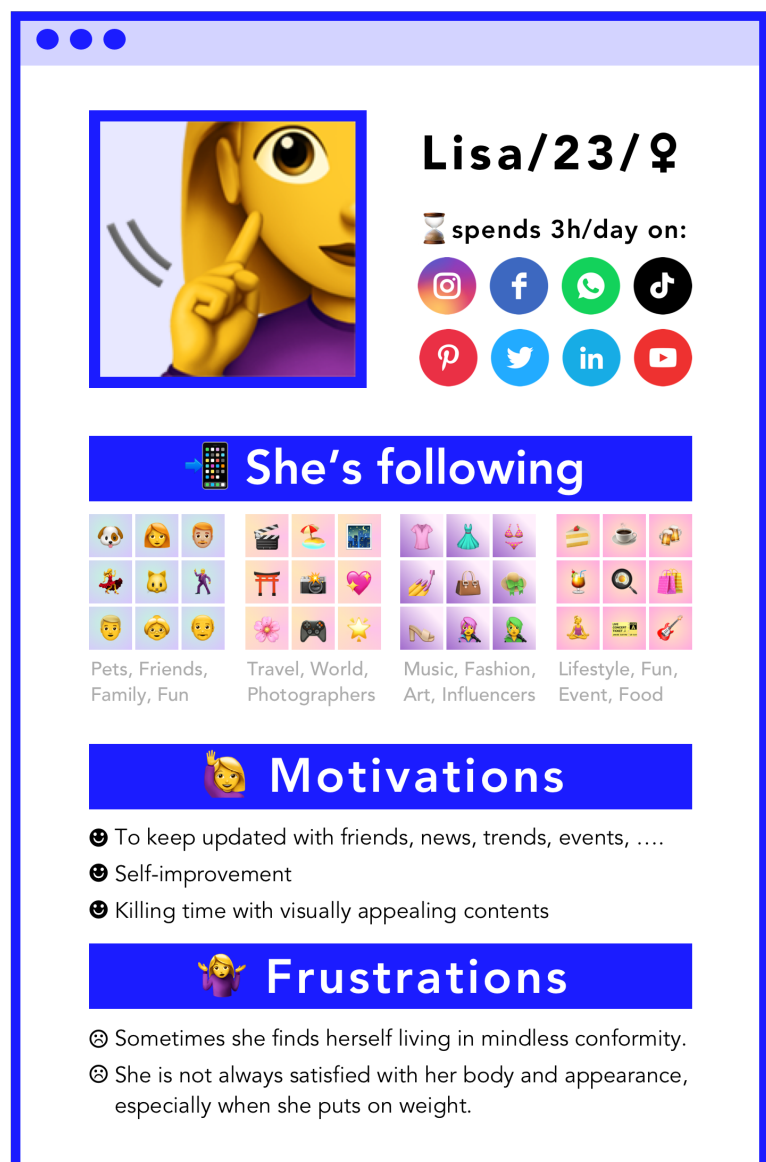 Lisa/23/♀
spends 3h/day on:
She’s following
Pets, Friends,
Family, Fun
Travel, World,
Photographers
Music, Fashion,
Art, Influencers
Lifestyle, Fun,
Event, Food
Motivations
To keep updated with friends, news, trends, events, ....
Self-improvement
Killing time with visually appealing contents
Frustrations
Sometimes she finds herself living in mindless conformity.
She is not always satisfied with her body and appearance,
especially when she puts on weight.